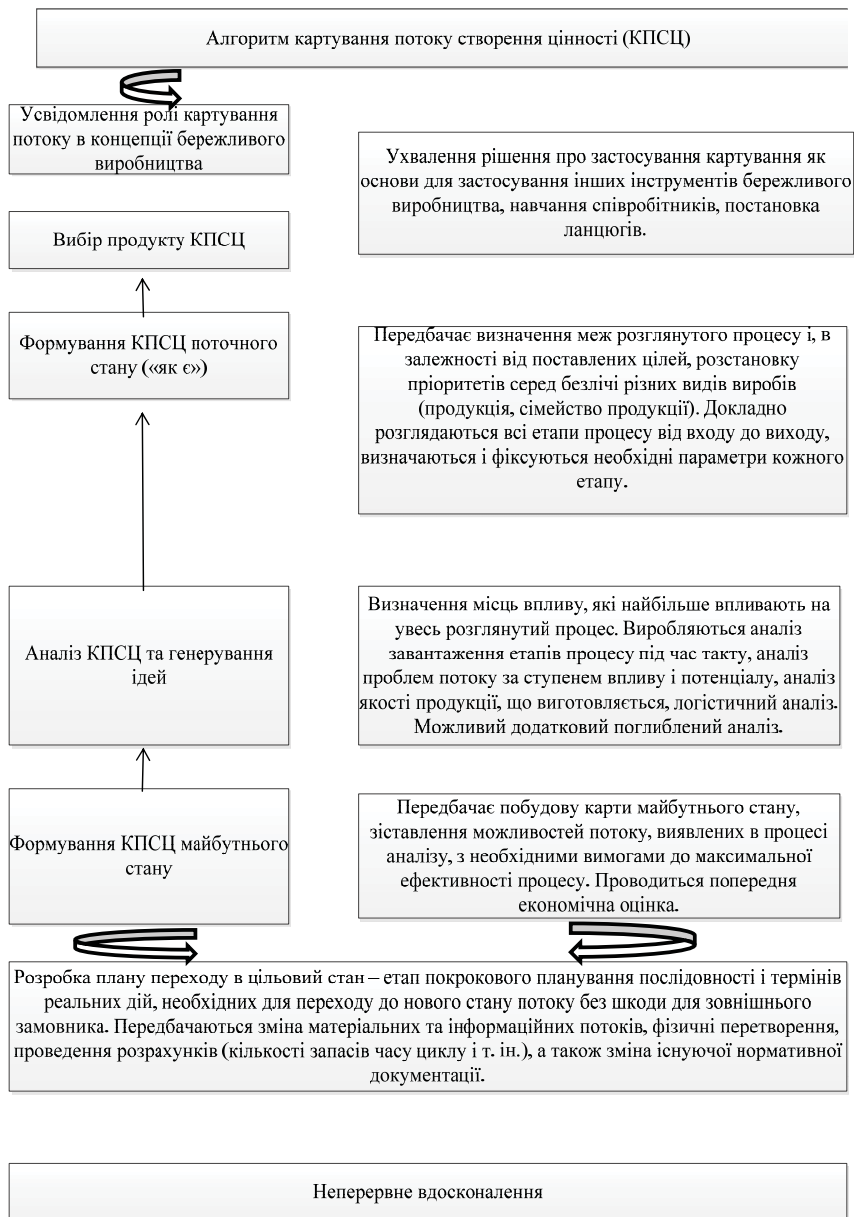 Алгоритм картування потоку створення цінності (КПСЦ)
Усвідомлення ролі картування
потоку в концепції бережливого
виробництва
Ухвалення рішення про застосування картування як
основи для застосування інших інструментів бережливого
виробництва, навчання співробітників, постановка
ланцюгів.
Вибір продукту КПСЦ
Формування КПСЦ поточного
стану («як є»)
Передбачає визначення меж розглянутого процесу і, в
залежності від поставлених цілей, розстановку
пріоритетів серед безлічі різних видів виробів
(продукція, сімейство продукції). Докладно
розглядаються всі етапи процесу від входу до виходу,
визначаються і фіксуються необхідні параметри кожного
етапу.
Аналіз КПСЦ та генерування
ідей
Визначення місць впливу, які найбільше впливають на
увесь розглянутий процес. Виробляються аналіз
завантаження етапів процесу під час такту, аналіз
проблем потоку за ступенем впливу і потенціалу, аналіз
якості продукції, що виготовляється, логістичний аналіз.
Можливий додатковий поглиблений аналіз.
Формування КПСЦ майбутнього
стану
Передбачає побудову карти майбутнього стану,
зіставлення можливостей потоку, виявлених в процесі
аналізу, з необхідними вимогами до максимальної
ефективності процесу. Проводиться попередня
економічна оцінка.
Розробка плану переходу в цільовий стан – етап покрокового планування послідовності і термінів
реальних дій, необхідних для переходу до нового стану потоку без шкоди для зовнішнього
замовника. Передбачаються зміна матеріальних та інформаційних потоків, фізичні перетворення,
проведення розрахунків (кількості запасів часу циклу і т. ін.), а також зміна існуючої нормативної
документації.
Неперервне вдосконалення